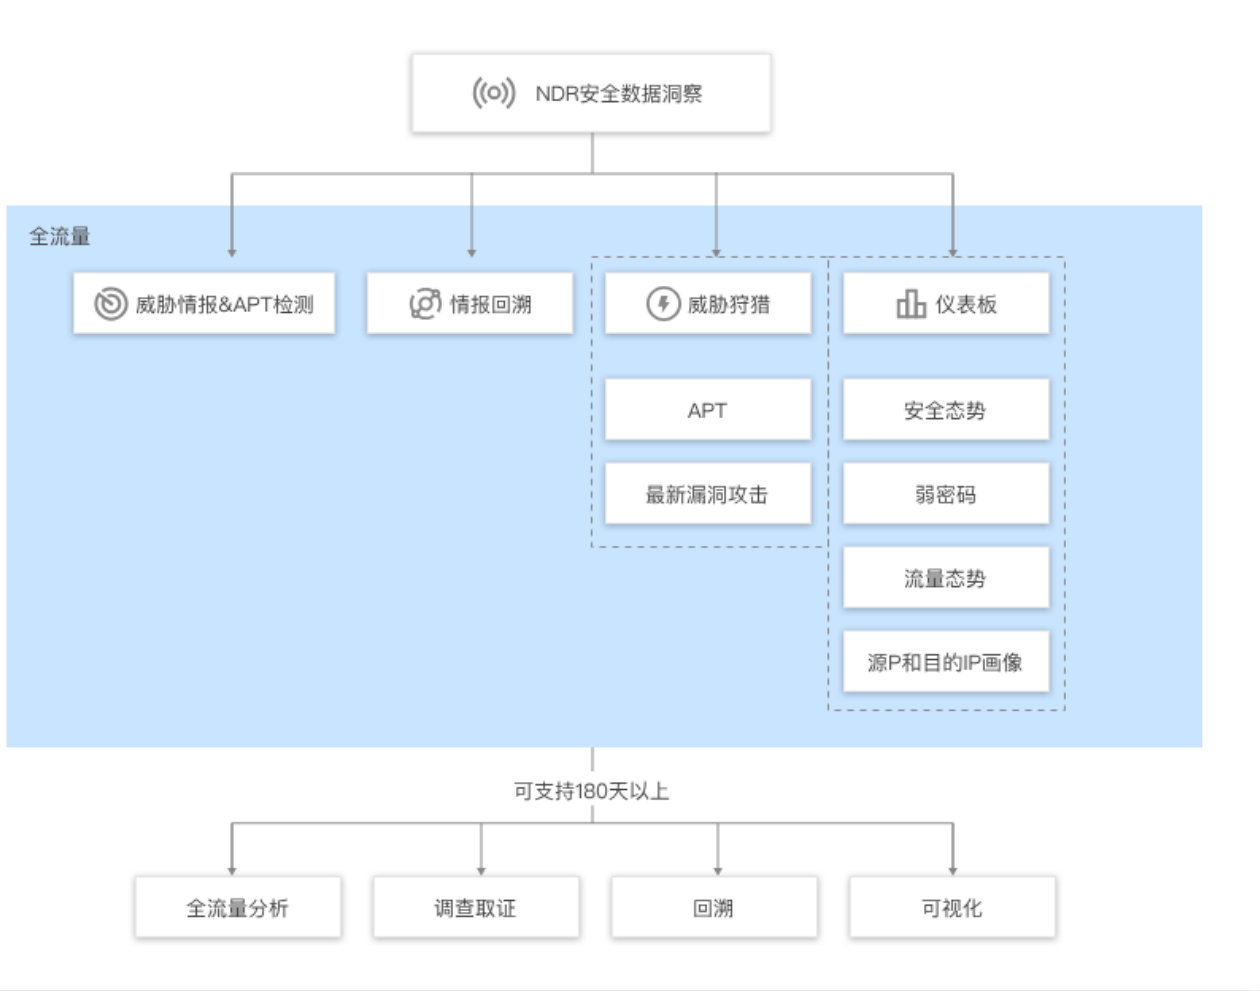 NDR安全数据洞察
全流量
威胁情报&APT检测
情报回溯
威胁狩猎
仪表板
APT
安全态势
最新漏洞攻击
弱密码
流量态势
源P和目的IP画像
可支持180天以上
全流量分析
调查取证
回溯
可视化